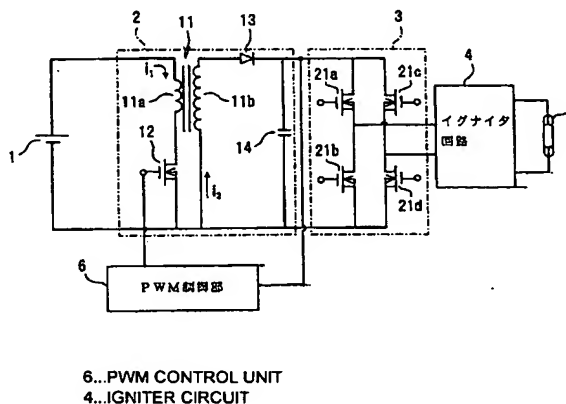 2
11
13
3
i₁
11a
11b
21a
21c
4
イグナイタ
回路
1
12
14
21b
21d
i₂
6
PWM制御部
6...PWM CONTROL UNIT
4...IGNITER CIRCUIT